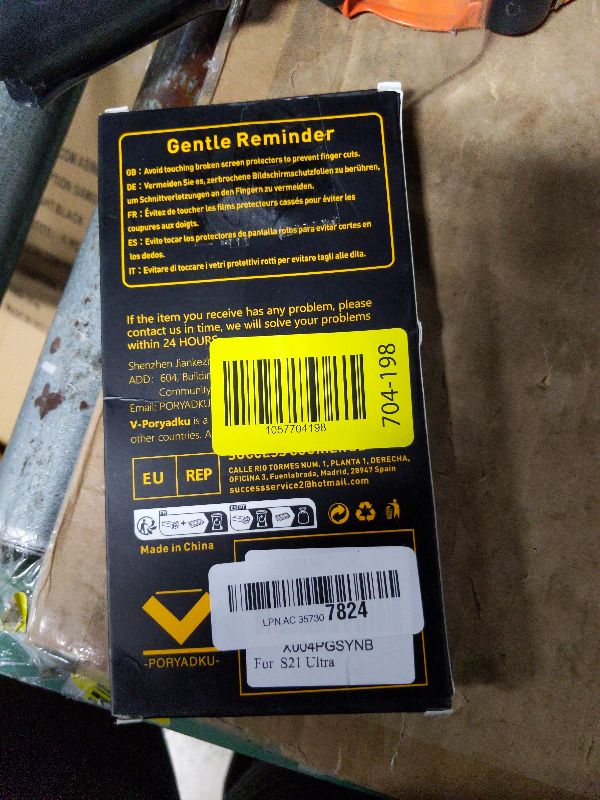 Gentle Reminder
GB : Avoid touching broken screen protectors to prevent finger cuts.
DE : Vermeiden Sie es, zerbrochene Bildschirmschutzfolien zu berühren,
um Schnittverletzungen an den Fingern zu vermeiden.
FR : Évitez de toucher les films protecteurs cassés pour éviter les
coupures aux doigts.
ES : Evite tocar los protectores de pantalla rotos para evitar cortes en
los dedos.
IT : Evitare di toccare i vetri protettivi rotti per evitare tagli alle dita.
If the item you receive has any problem, please
contact us in time, we will solve your problems
within 24 HOURS
Shenzhen
ADD: 604,
Community
Email: PORYADKU
V-Poryadku is a
other countries.
1057704198
704-198
EU REP
CALLE RIO TORMES NUM. 1, PLANTA 1, DERECHA,
OFICINA 3, Fuenlabrada, Madrid, 28947 Spain
successservice2@hotmail.com
FR
Made in China
LPN AC 35730 7824
X004PGSYNB
For S21 Ultra
-PORYADKU-